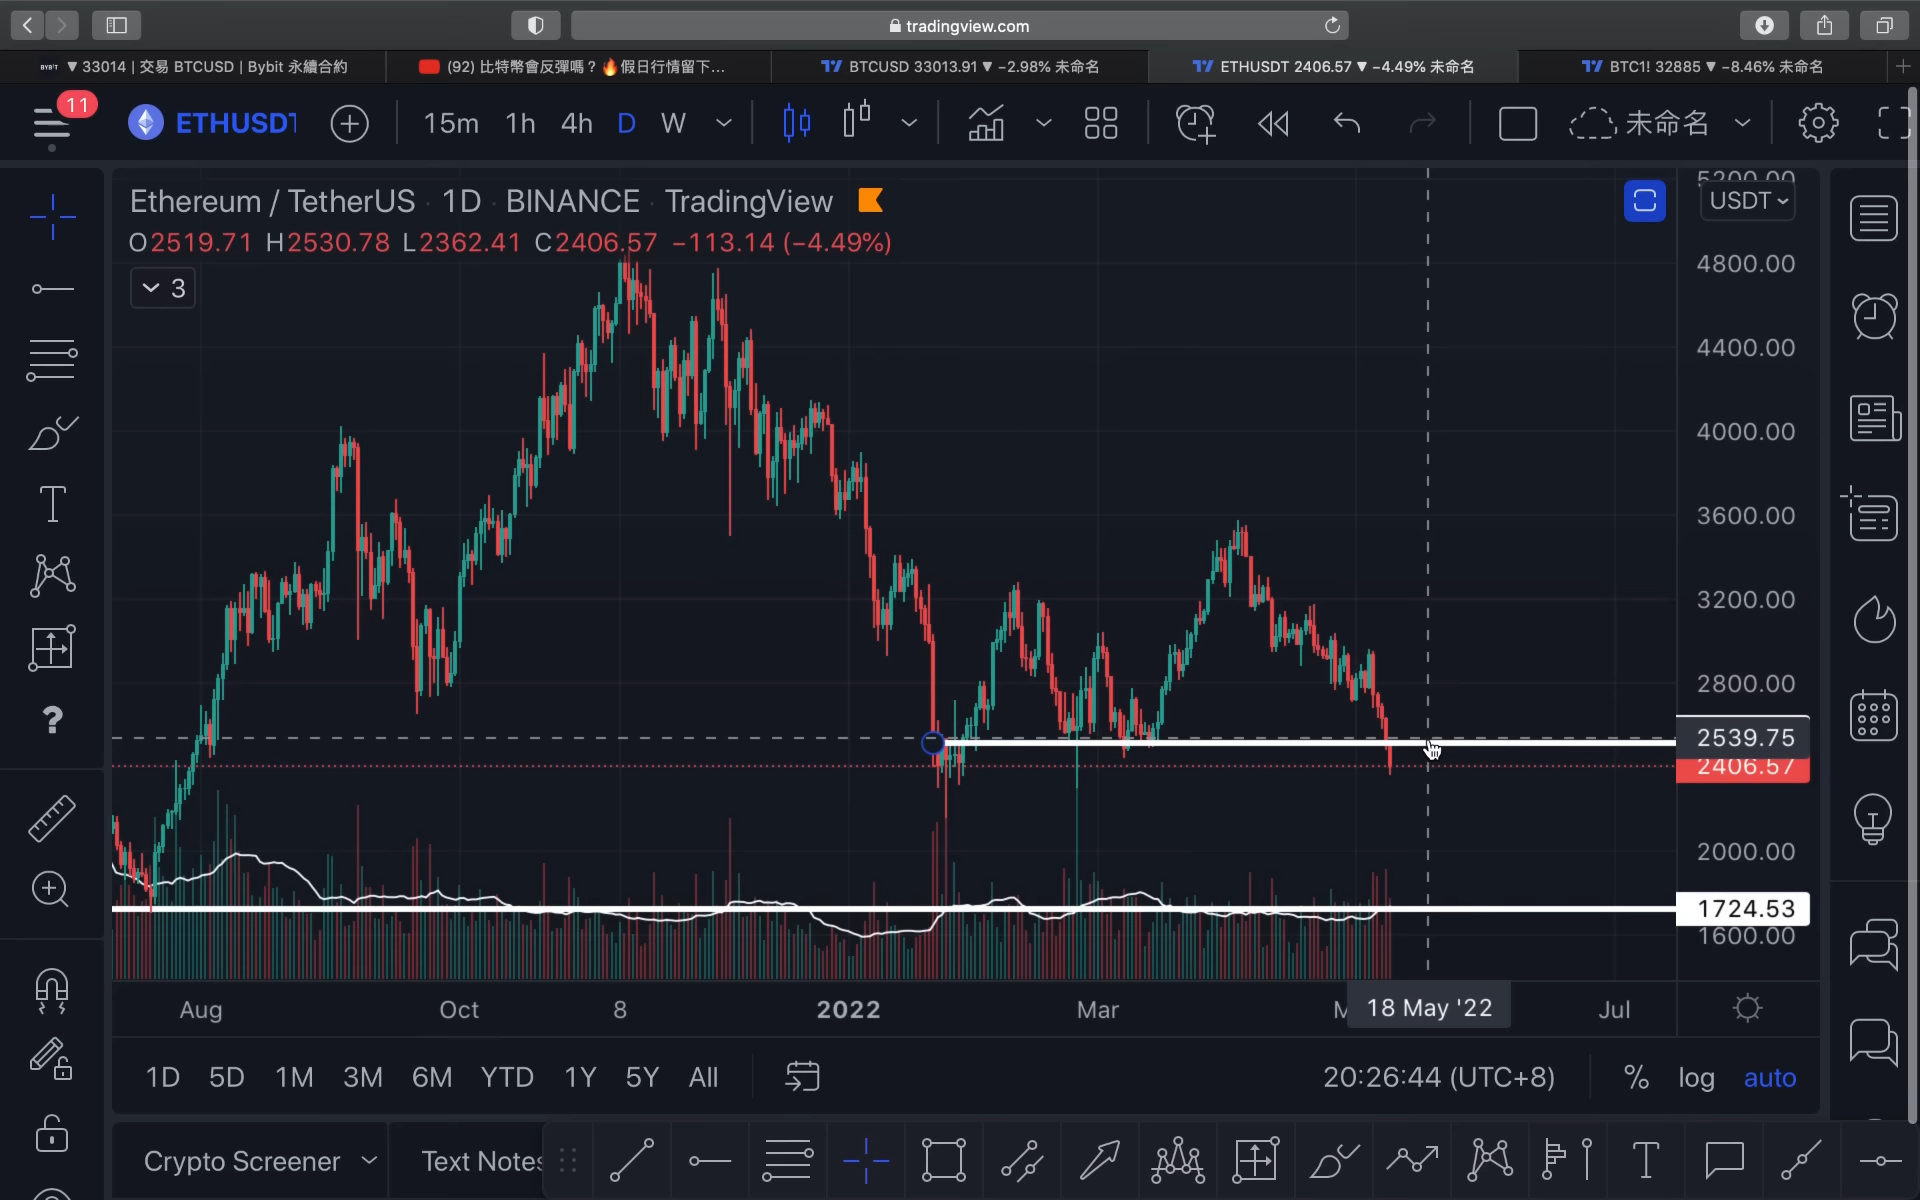 tradingview.com
BYBIT ▼ 33014 | 交易 BTCUSD | Bybit 永續合約
(92) 比特幣會反彈嗎？🔥假日行情留下...
BTCUSD 33013.91 ▼ −2.98% 未命名
ETHUSDT 2406.57 ▼ −4.49% 未命名
BTC1! 32885 ▼ −8.46% 未命名
11
ETHUSDT
15m 1h 4h D W
未命名
Ethereum / TetherUS · 1D · BINANCE · TradingView
O2519.71 H2530.78 L2362.41 C2406.57 −113.14 (−4.49%)
3
USDT
5200.00
4800.00
4400.00
4000.00
3600.00
3200.00
2800.00
2539.75
2406.57
2000.00
1724.53
1600.00
Aug Oct 8 2022 Mar M 18 May '22 Jul
1D 5D 1M 3M 6M YTD 1Y 5Y All
20:26:44 (UTC+8) % log auto
Crypto Screener Text Notes